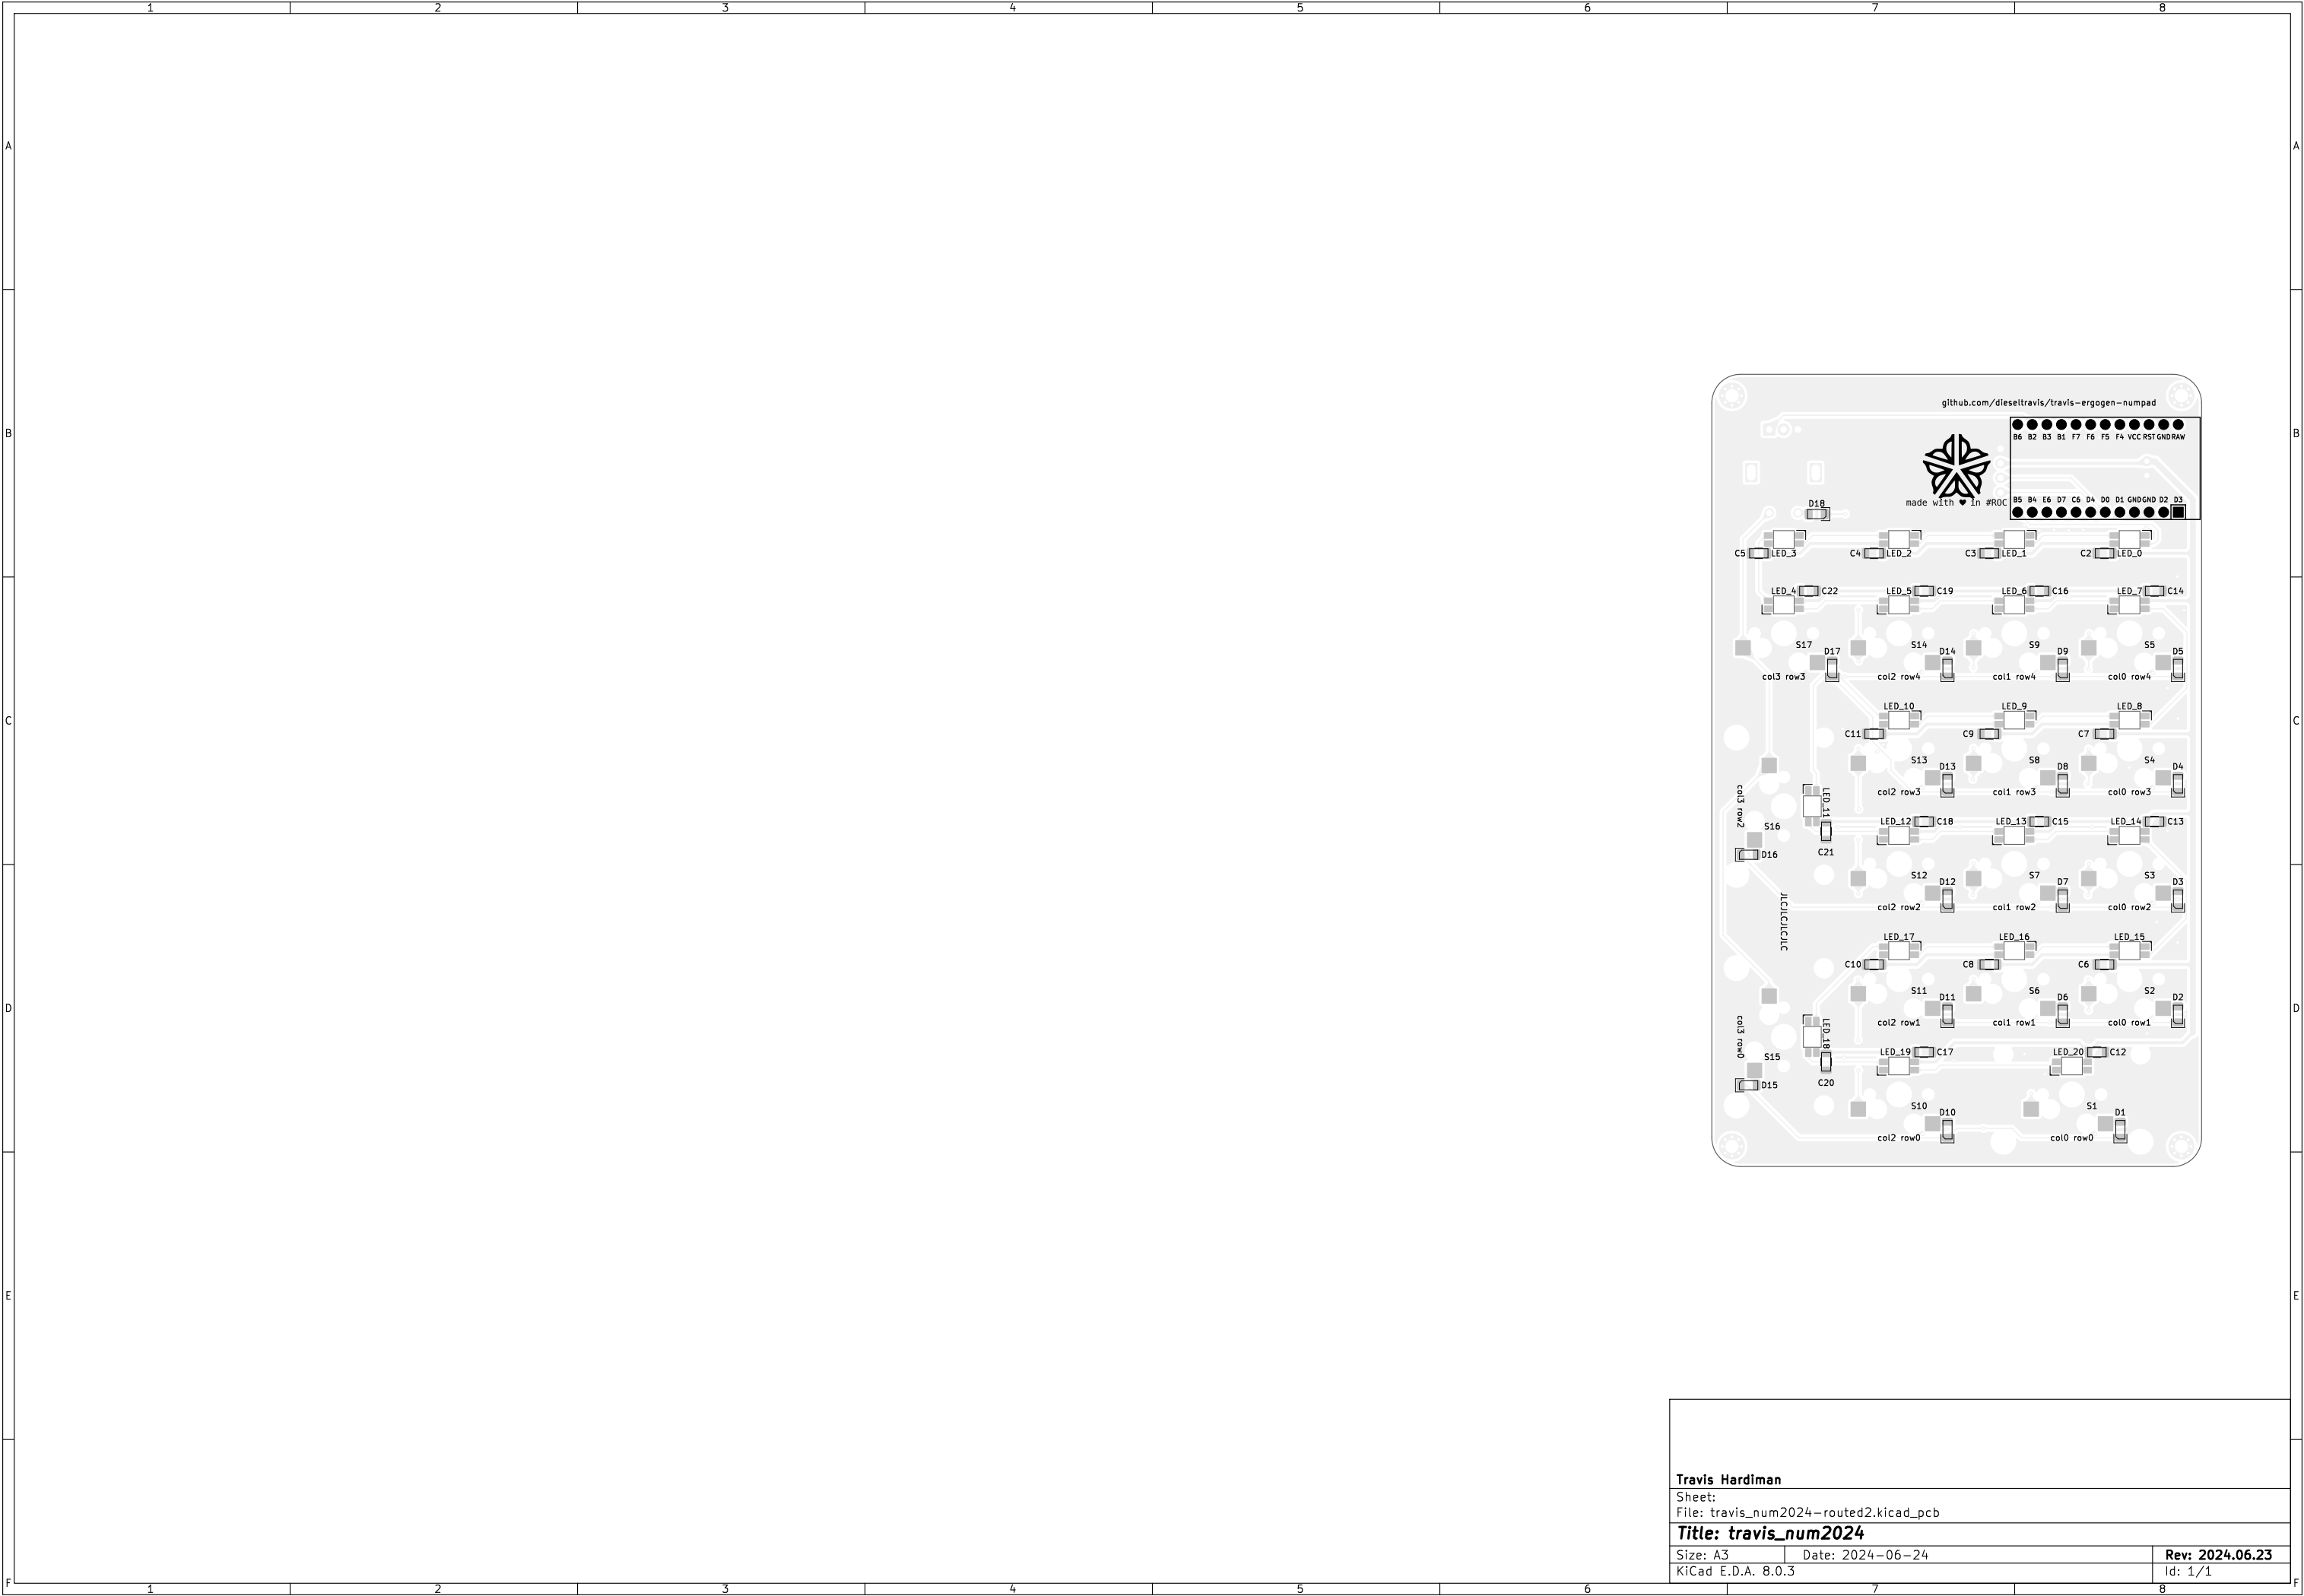 1 2 3 4 5 6 7 8
A A
B B
C C
D D
E E
F F
1 2 3 4 5 6 7 8
github.com/dieseltravis/travis-ergogen-numpad
B6 B2 B3 B1 F7 F6 F5 F4 VCC RST GND RAW
made with ♥ in #ROC
B5 B4 E6 D7 C6 D4 D0 D1 GND GND D2 D3
D18
C5 LED_3 C4 LED_2 C3 LED_1 C2 LED_0
LED_4 C22 LED_5 C19 LED_6 C16 LED_7 C14
S17 S14 S9 S5
D17 D14 D9 D5
col3 row3 col2 row4 col1 row4 col0 row4
LED_10 LED_9 LED_8
C11 C9 C7
S13 S8 S4
D13 D8 D4
col2 row3 col1 row3 col0 row3
col3 row2
LED_11
LED_12 C18 LED_13 C15 LED_14 C13
S16
C21
D16
S12 S7 S3
D12 D7 D3
JLCJLCJLCJLC
col2 row2 col1 row2 col0 row2
LED_17 LED_16 LED_15
C10 C8 C6
S11 S6 S2
D11 D6 D2
col2 row1 col1 row1 col0 row1
col3 row0
LED_18
LED_19 C17 LED_20 C12
S15
C20
D15
S10 S1
D10 D1
col2 row0 col0 row0
Travis Hardiman
Sheet:
File: travis_num2024-routed2.kicad_pcb
Title: travis_num2024
Size: A3 Date: 2024-06-24 Rev: 2024.06.23
KiCad E.D.A. 8.0.3 Id: 1/1